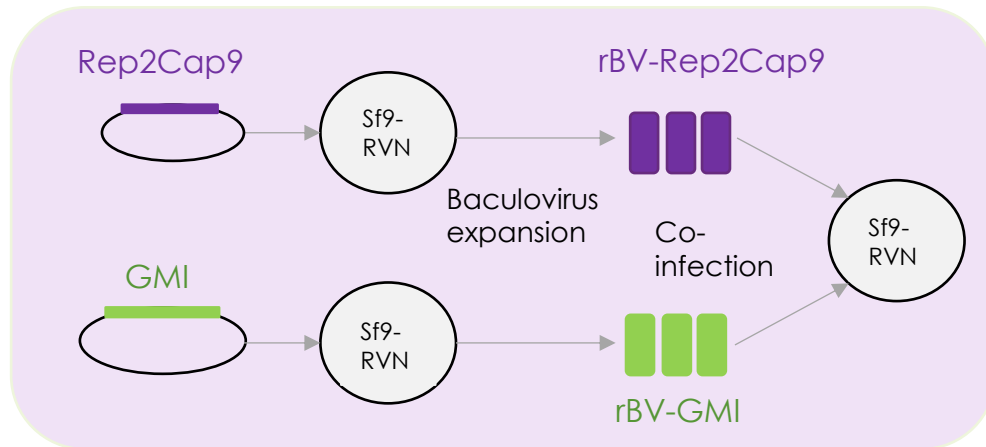 Rep2Cap9
rBV-Rep2Cap9
Sf9-
RVN
Baculovirus
expansion
Co-
infection
Sf9-
RVN
GMI
Sf9-
RVN
rBV-GMI